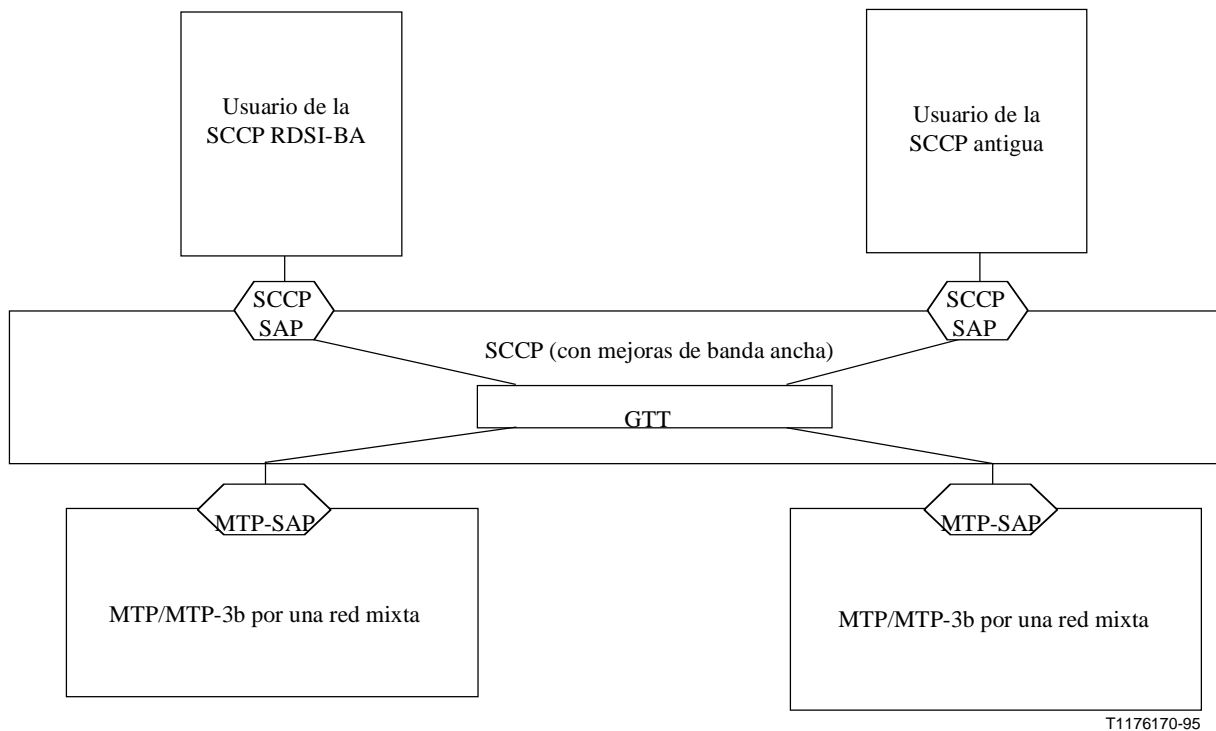 Usuario de la
SCCP RDSI-BA
Usuario de la
SCCP antigua
SCCP
SAP
SCCP
SAP
SCCP (con mejoras de banda ancha)
GTT
MTP-SAP
MTP-SAP
MTP/MTP-3b por una red mixta
MTP/MTP-3b por una red mixta
T1176170-95